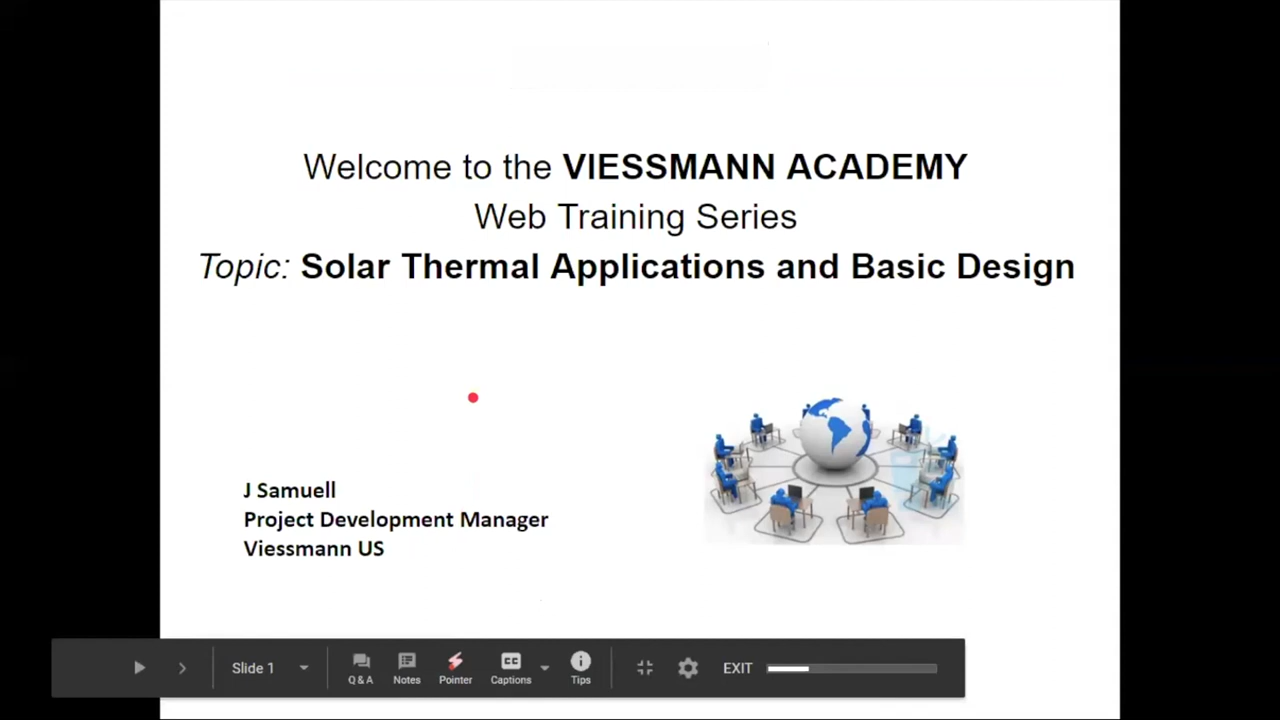 Welcome to the VIESSMANN ACADEMY
Web Training Series
Topic: Solar Thermal Applications and Basic Design
J Samuell
Project Development Manager
Viessmann US
Slide 1
Q & A
Notes
Pointer
CC
Captions
Tips
EXIT